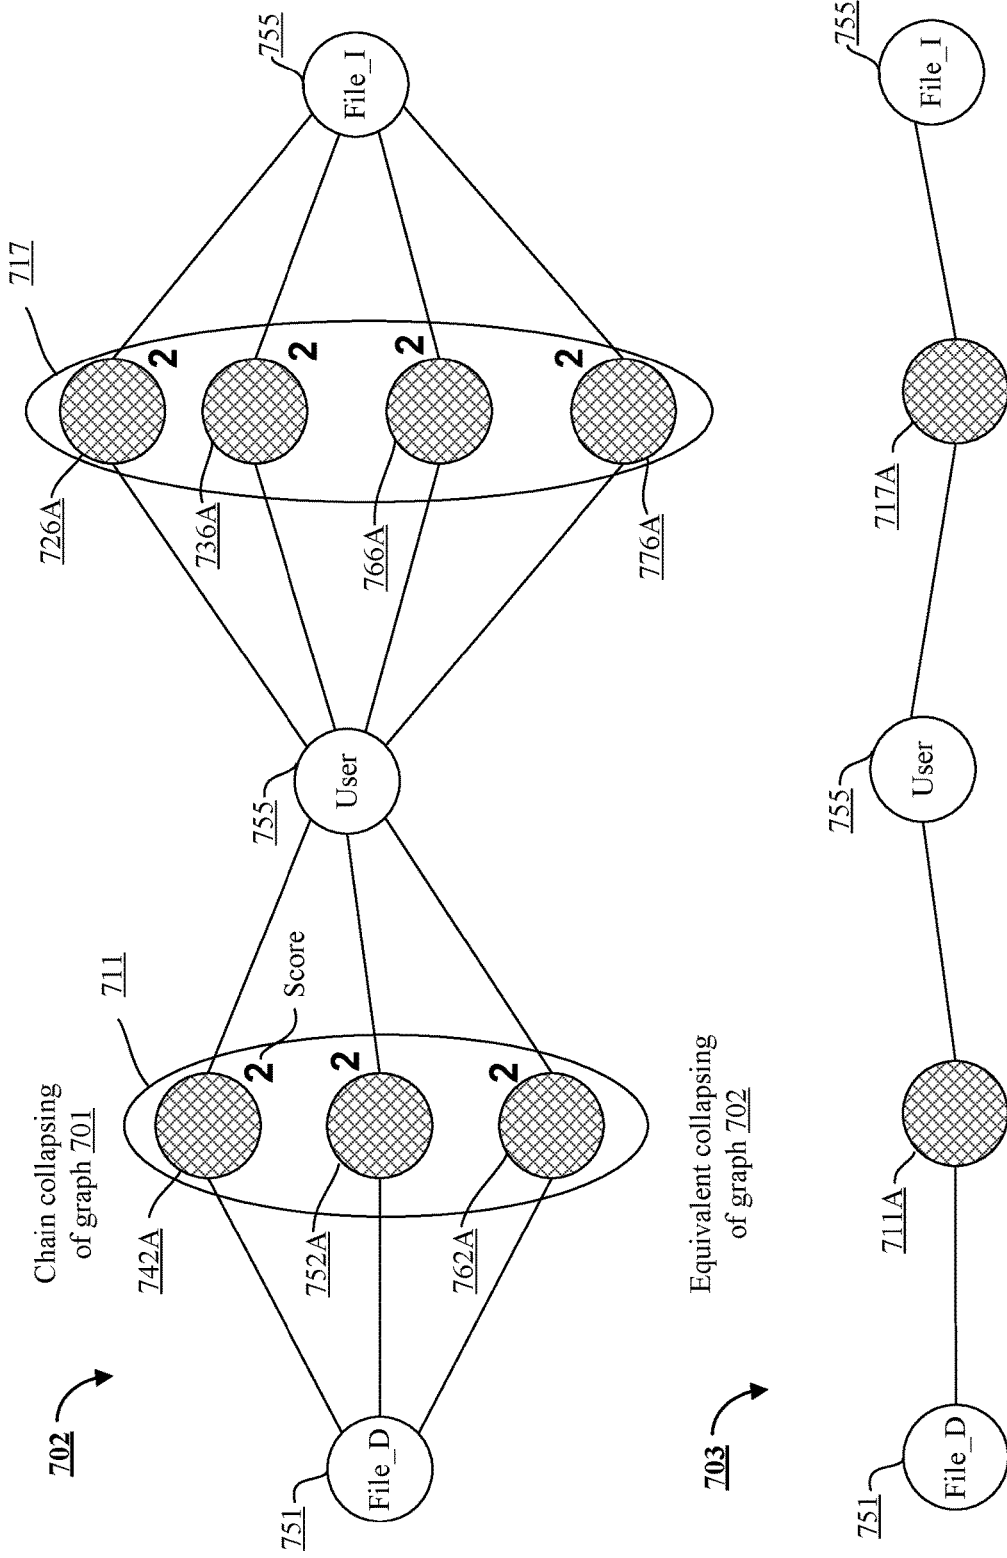 702
Chain collapsing
of graph 701
711
717
742A
2
Score
752A
2
762A
2
751
File_D
755
User
726A
2
736A
2
766A
2
776A
2
755
File_I
703
Equivalent collapsing
of graph 702
751
File_D
711A
755
User
717A
755
File_I